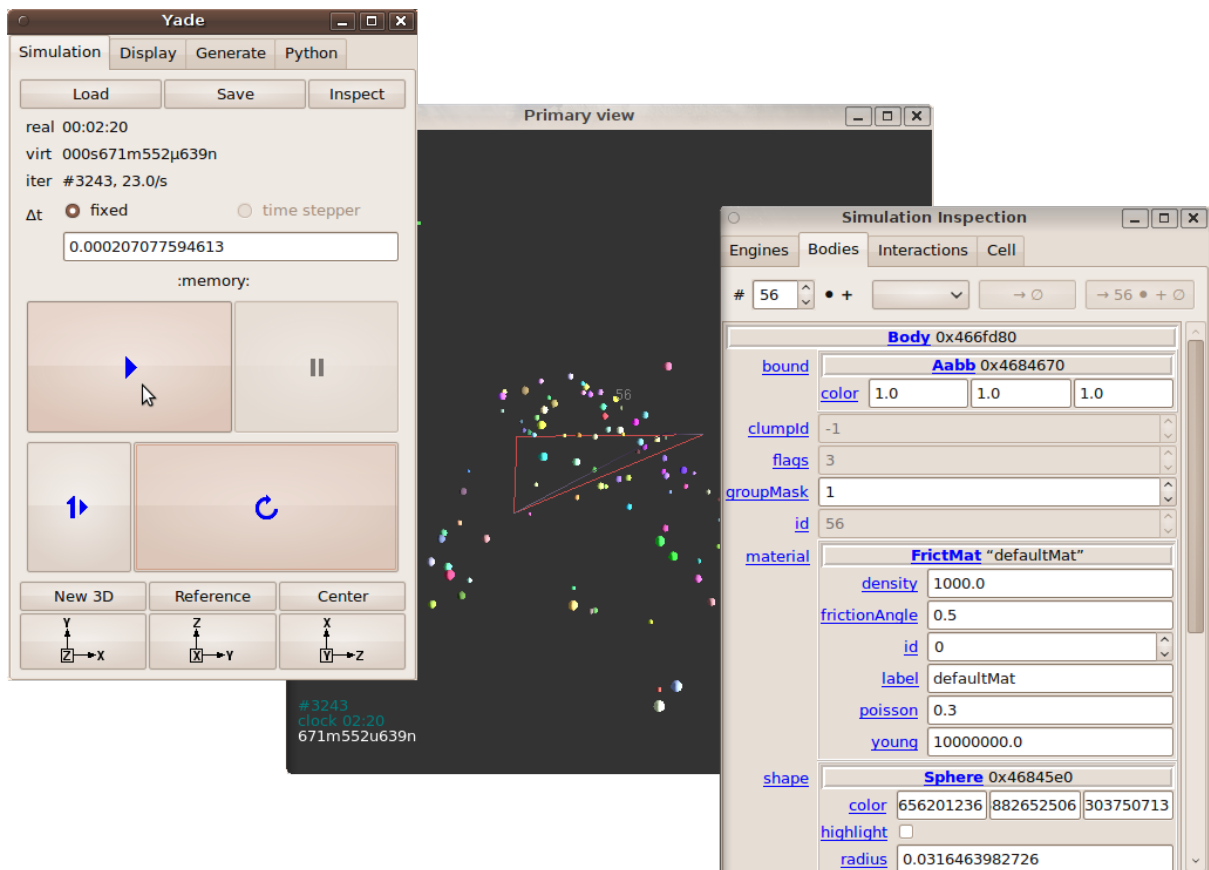 Yade
Simulation Display Generate Python
Load Save Inspect
real 00:02:20
virt 000s671m552µ639n
iter #3243, 23.0/s
Δt fixed time stepper
0.000207077594613
:memory:
1
New 3D Reference Center
Y Z X
Z X X Y Y Z
Primary view
56
#3243
clock 02:20
671m552u639n
Simulation Inspection
Engines Bodies Interactions Cell
# 56 • + → ∅ → 56 • + ∅
Body 0x466fd80
bound Aabb 0x4684670
color 1.0 1.0 1.0
clumpId -1
flags 3
groupMask 1
id 56
material FrictMat “defaultMat”
density 1000.0
frictionAngle 0.5
id 0
label defaultMat
poisson 0.3
young 10000000.0
shape Sphere 0x46845e0
color 656201236 882652506 303750713
highlight
radius 0.0316463982726